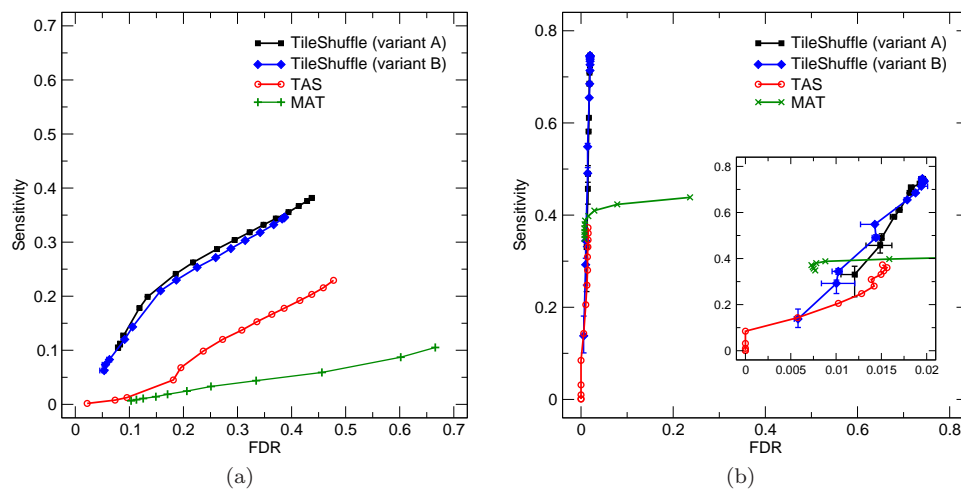 0.7
0.6
0.5
0.4
0.3
0.2
0.1
0
Sensitivity
TileShuffle (variant A)
TileShuffle (variant B)
TAS
MAT
0 0.1 0.2 0.3 0.4 0.5 0.6 0.7
FDR
(a)
0.8
0.6
0.4
0.2
0
Sensitivity
TileShuffle (variant A)
TileShuffle (variant B)
TAS
MAT
0.8
0.6
0.4
0.2
0
0 0.005 0.01 0.015 0.02
0 0.2 0.4 0.6 0.8
FDR
(b)